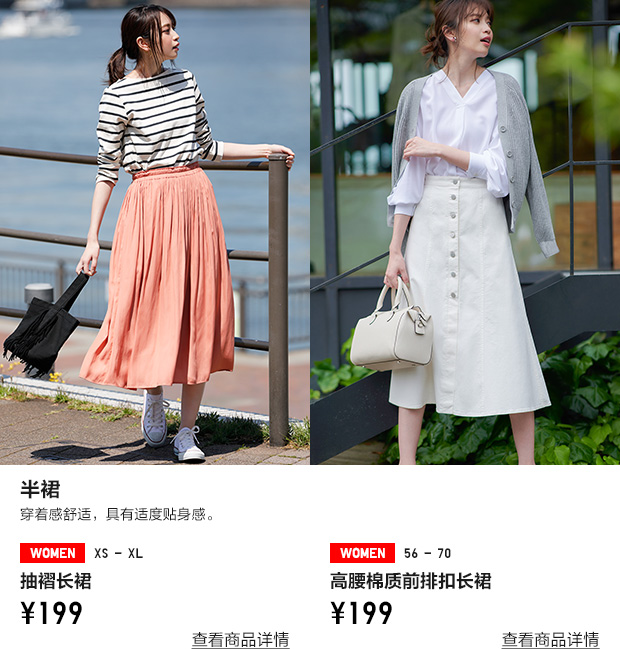 半裙
穿着感舒适，具有适度贴身感。
WOMEN XS - XL
抽褶长裙
¥199
查看商品详情
WOMEN 56 - 70
高腰棉质前排扣长裙
¥199
查看商品详情